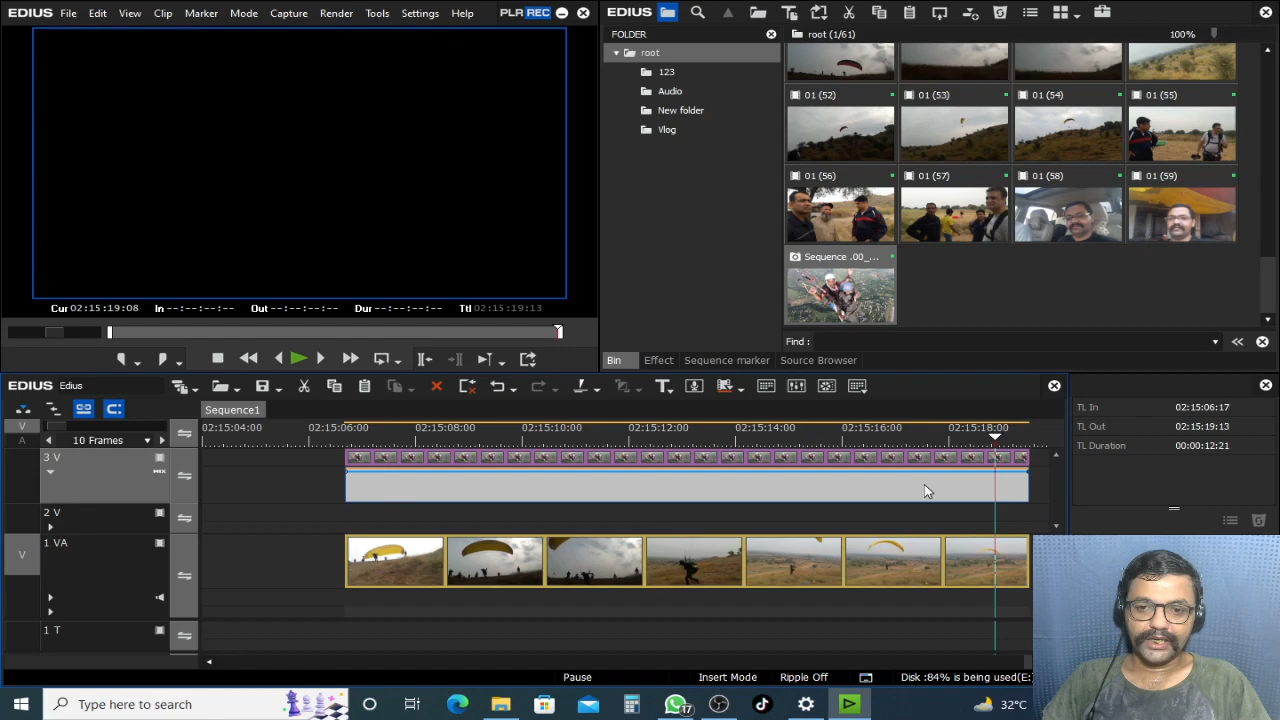 EDIUS File Edit View Clip Marker Mode Capture Render Tools Settings Help PLR REC
EDIUS
FOLDER
root (1/61) 100%
root
123
Audio
New folder
Vlog
01 (52) 01 (53) 01 (54) 01 (55)
01 (56) 01 (57) 01 (58) 01 (59)
Sequence .00_...
Cur 02:15:19:08 In --:--:--:-- Out --:--:--:-- Dur --:--:--:-- Ttl 02:15:19:13
Find :
Bin Effect Sequence marker Source Browser
EDIUS Edius
Sequence1
V
A 10 Frames
02:15:04:00 02:15:06:00 02:15:08:00 02:15:10:00 02:15:12:00 02:15:14:00 02:15:16:00 02:15:18:00
3 V
MIX
2 V
V 1 VA
1 T
TL In 02:15:06:17
TL Out 02:15:19:13
TL Duration 00:00:12:21
Pause Insert Mode Ripple Off Disk :84% is being used(E:
Type here to search
17
32°C